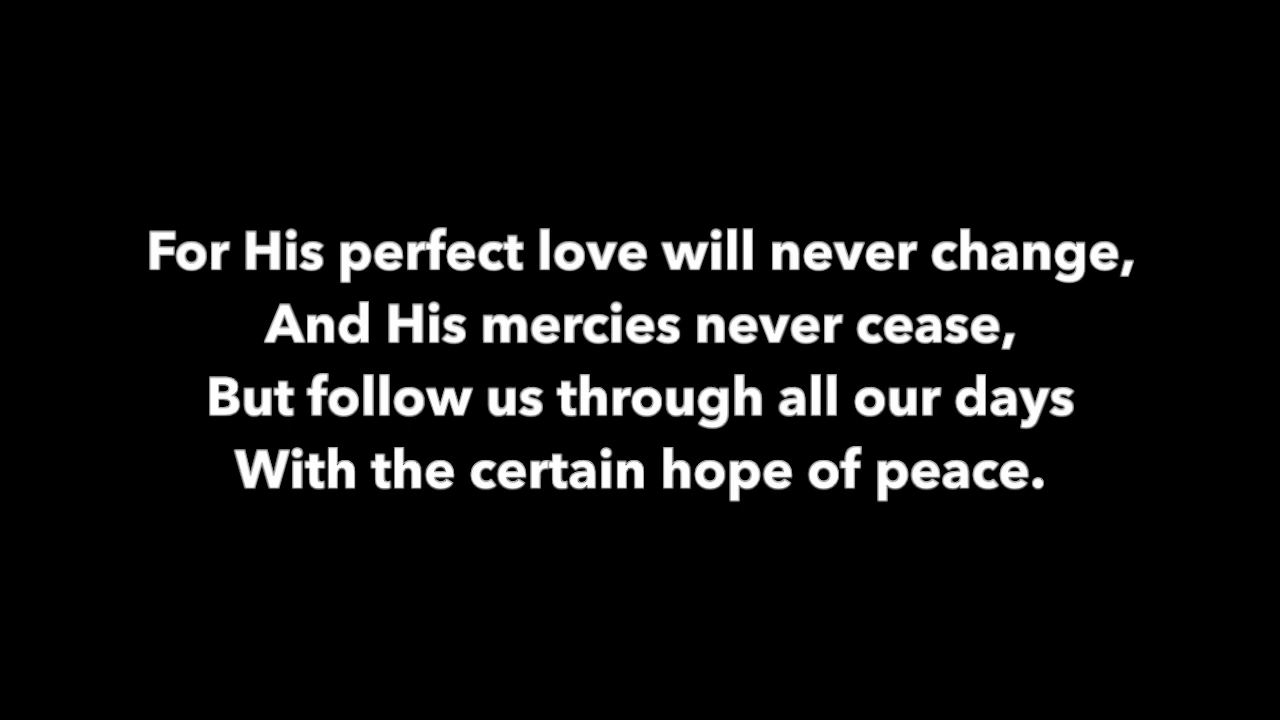 For His perfect love will never change,
And His mercies never cease,
But follow us through all our days
With the certain hope of peace.